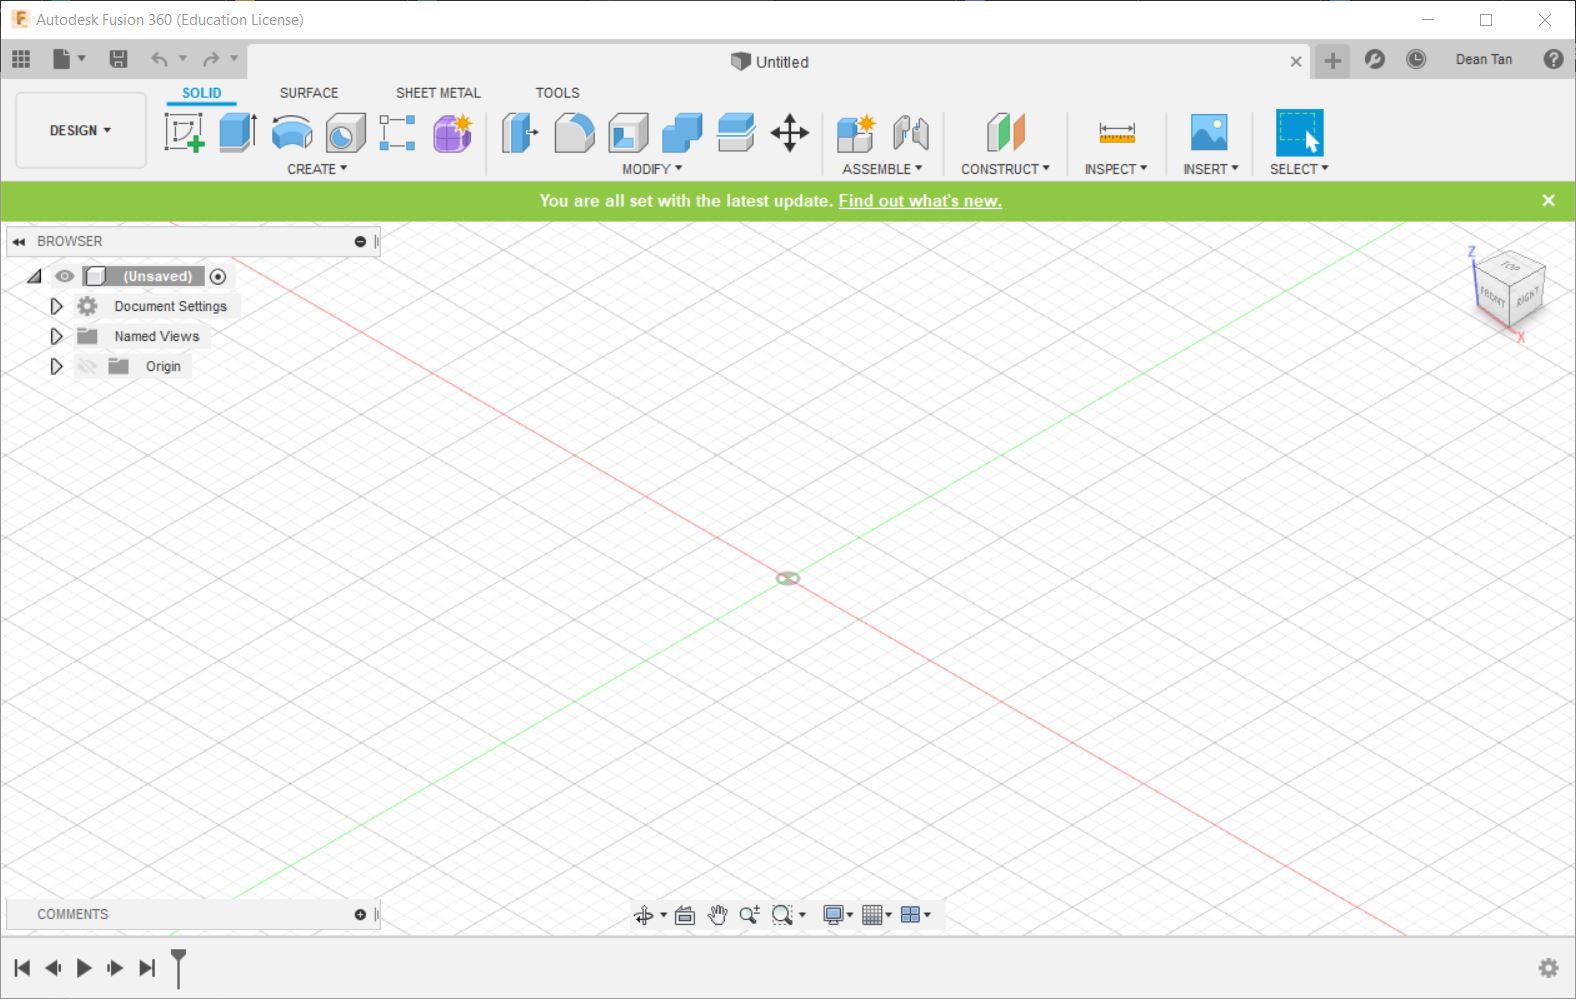 Autodesk Fusion 360 (Education License)
Untitled
Dean Tan
DESIGN
SOLID
SURFACE
SHEET METAL
TOOLS
CREATE
MODIFY
ASSEMBLE
CONSTRUCT
INSPECT
INSERT
SELECT
You are all set with the latest update. Find out what's new.
BROWSER
(Unsaved)
Document Settings
Named Views
Origin
Z
TOP
FRONT
RIGHT
X
COMMENTS